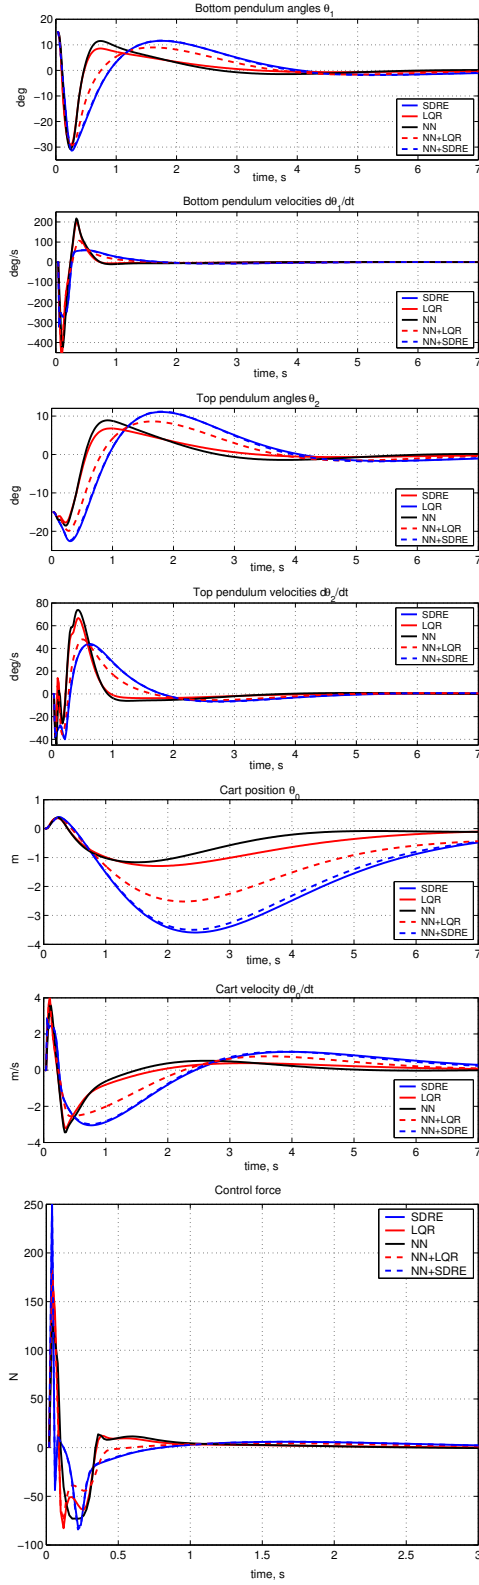 Bottom pendulum angles θ1
20
10
0
−10
−20
−30
deg
SDRE
LQR
NN
NN+LQR
NN+SDRE
0 1 2 3 4 5 6 7
time, s
Bottom pendulum velocities dθ1/dt
200
100
0
−100
−200
−300
−400
deg/s
SDRE
LQR
NN
NN+LQR
NN+SDRE
0 1 2 3 4 5 6 7
time, s
Top pendulum angles θ2
10
0
−10
−20
deg
SDRE
LQR
NN
NN+LQR
NN+SDRE
0 1 2 3 4 5 6 7
time, s
Top pendulum velocities dθ2/dt
80
60
40
20
0
−20
−40
deg/s
SDRE
LQR
NN
NN+LQR
NN+SDRE
0 1 2 3 4 5 6 7
time, s
Cart position θ0
1
0
−1
−2
−3
−4
m
SDRE
LQR
NN
NN+LQR
NN+SDRE
0 1 2 3 4 5 6 7
time, s
Cart velocity dθ0/dt
4
2
0
−2
−4
m/s
SDRE
LQR
NN
NN+LQR
NN+SDRE
0 1 2 3 4 5 6 7
time, s
Control force
250
200
150
100
50
0
−50
−100
N
SDRE
LQR
NN
NN+LQR
NN+SDRE
0 0.5 1 1.5 2 2.5 3
time, s